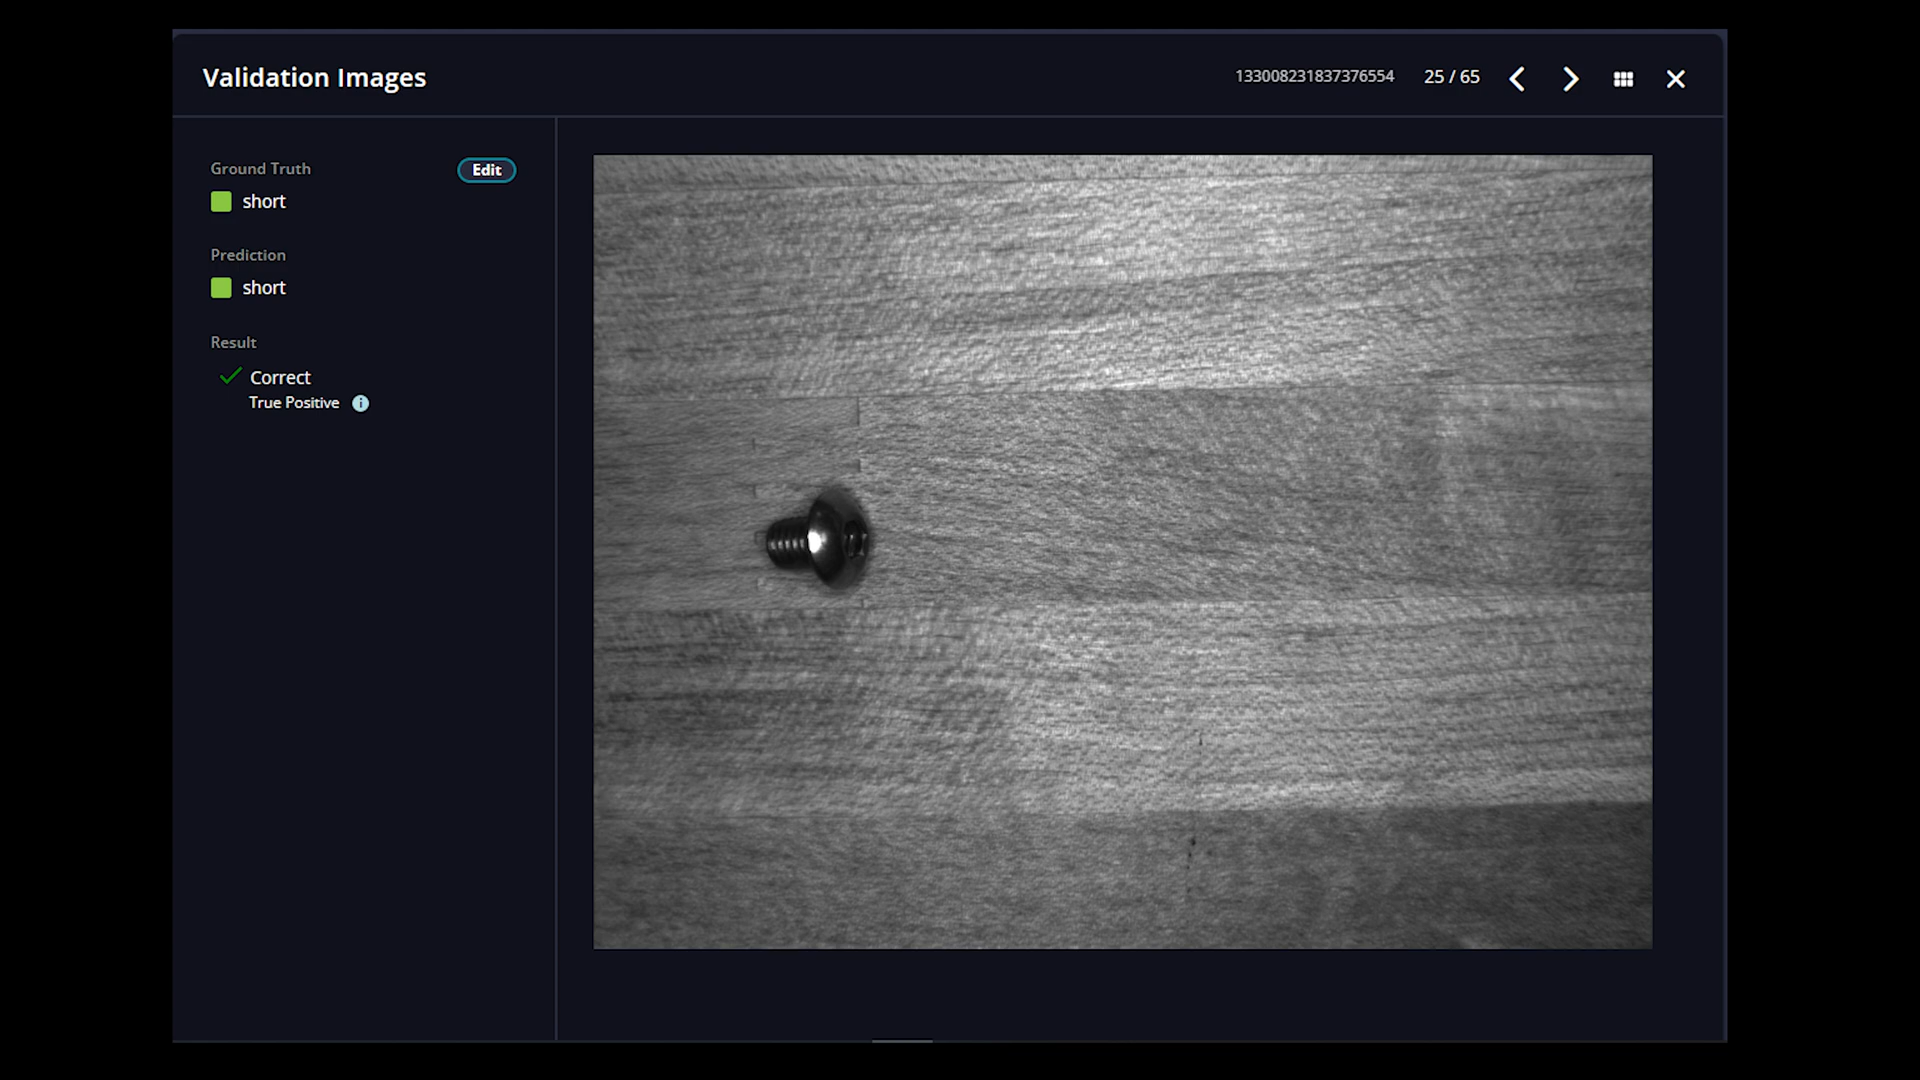 Validation Images
133008231837376554
25 / 65
Ground Truth
Edit
short
Prediction
short
Result
Correct
True Positive